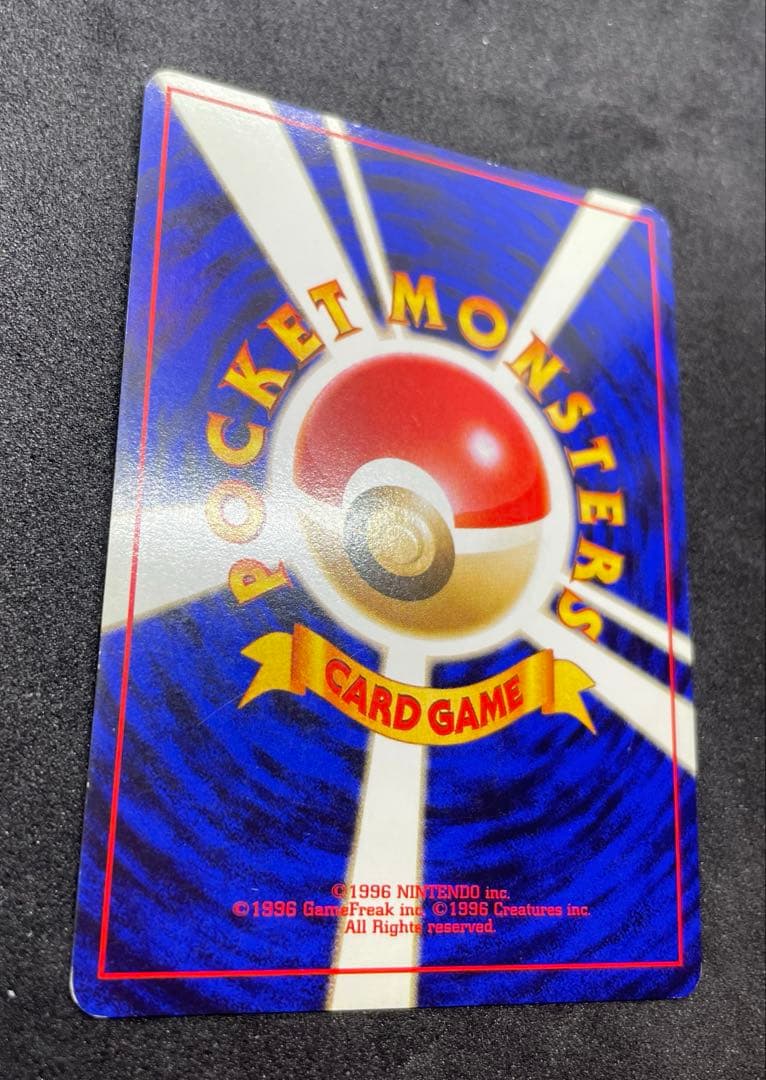 POCKET MONSTERS
CARD GAME
©1996 NINTENDO inc.
©1996 GameFreak inc. ©1996 Creatures inc.
All Rights reserved.